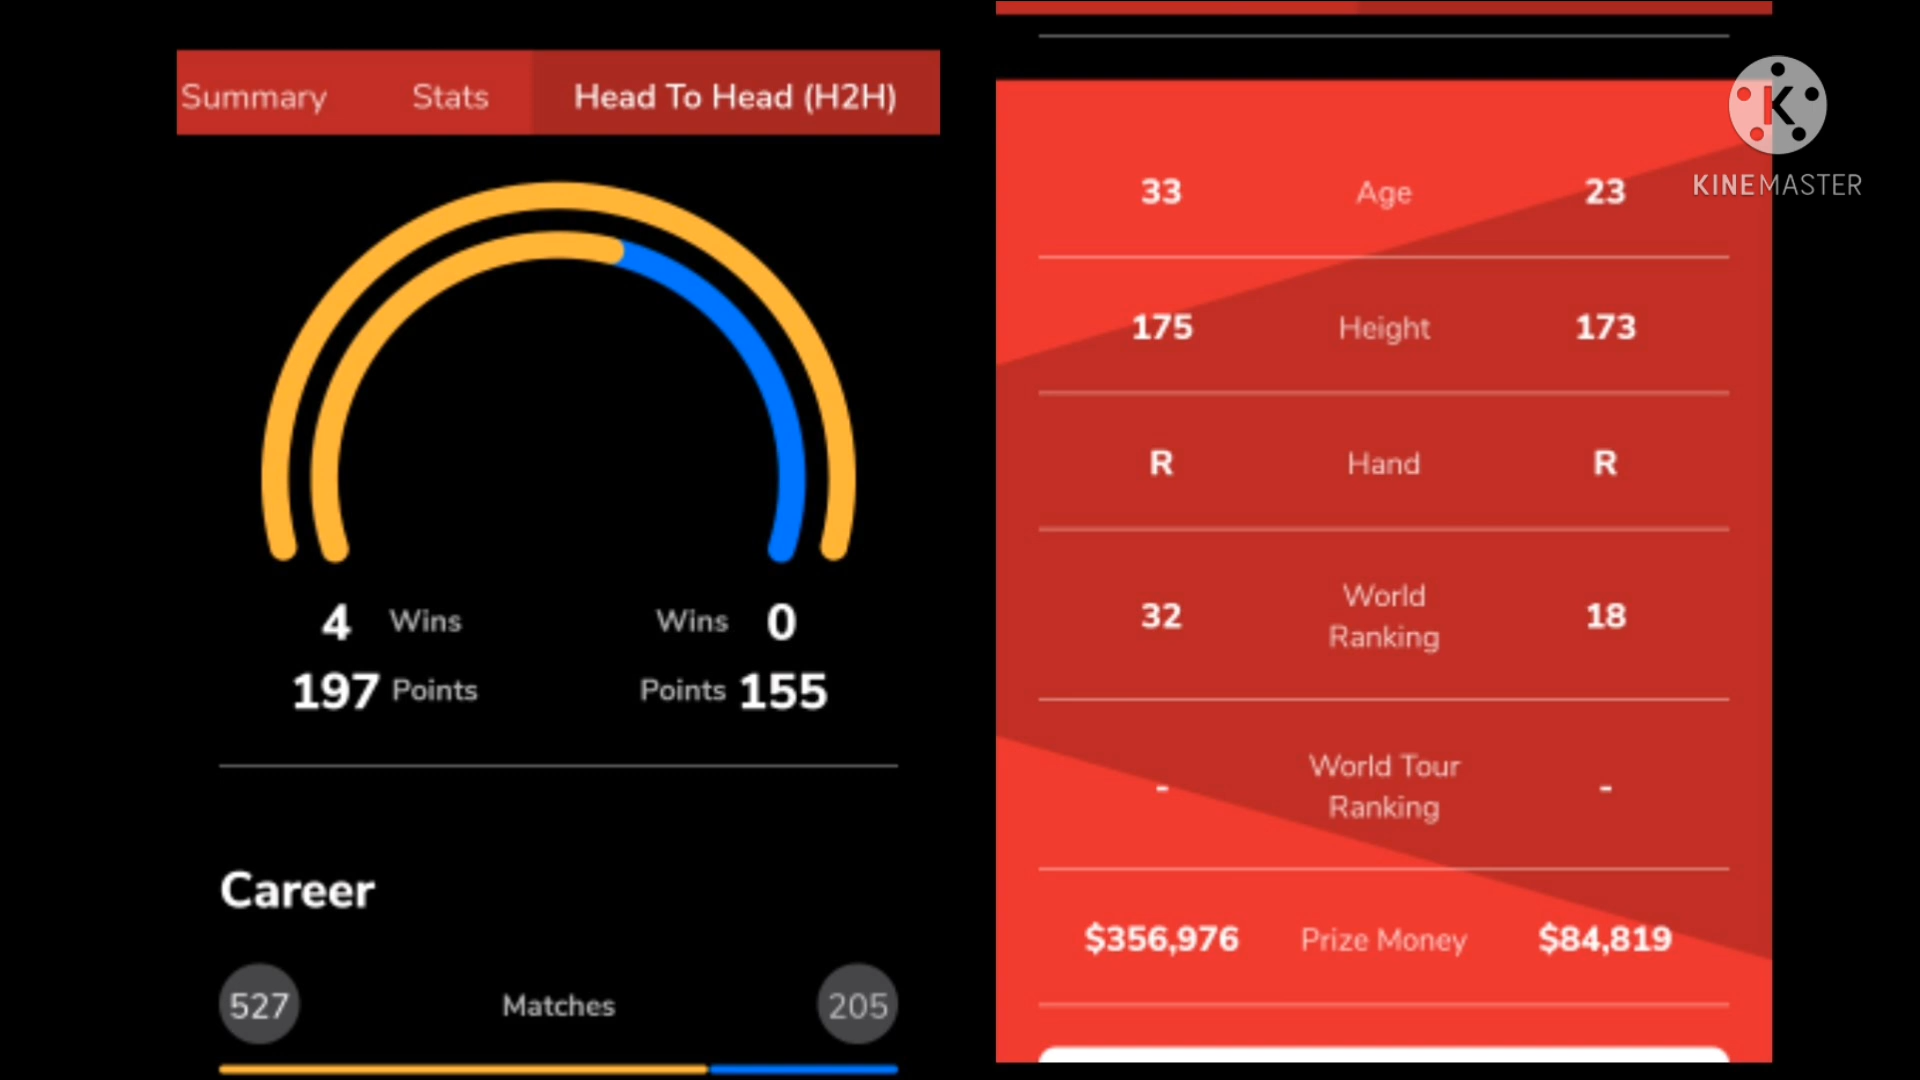 Summary Stats Head To Head (H2H)
4 Wins Wins 0
197 Points Points 155
Career
527 Matches 205
33 Age 23
175 Height 173
R Hand R
World
32 18
Ranking
World Tour
- -
Ranking
$356,976 Prize Money $84,819
K
KINEMASTER